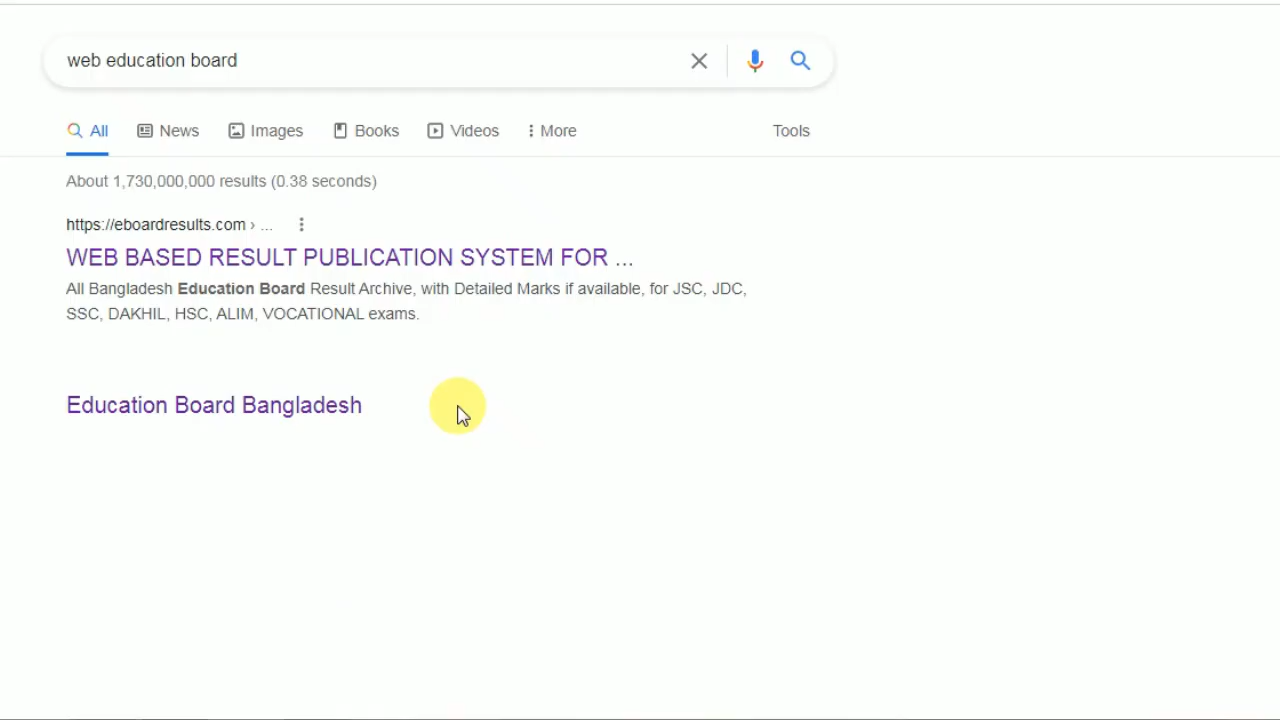 web education board
All News Images Books Videos More Tools
About 1,730,000,000 results (0.38 seconds)
https://eboardresults.com › ...
WEB BASED RESULT PUBLICATION SYSTEM FOR ...
All Bangladesh Education Board Result Archive, with Detailed Marks if available, for JSC, JDC,
SSC, DAKHIL, HSC, ALIM, VOCATIONAL exams.
Education Board Bangladesh